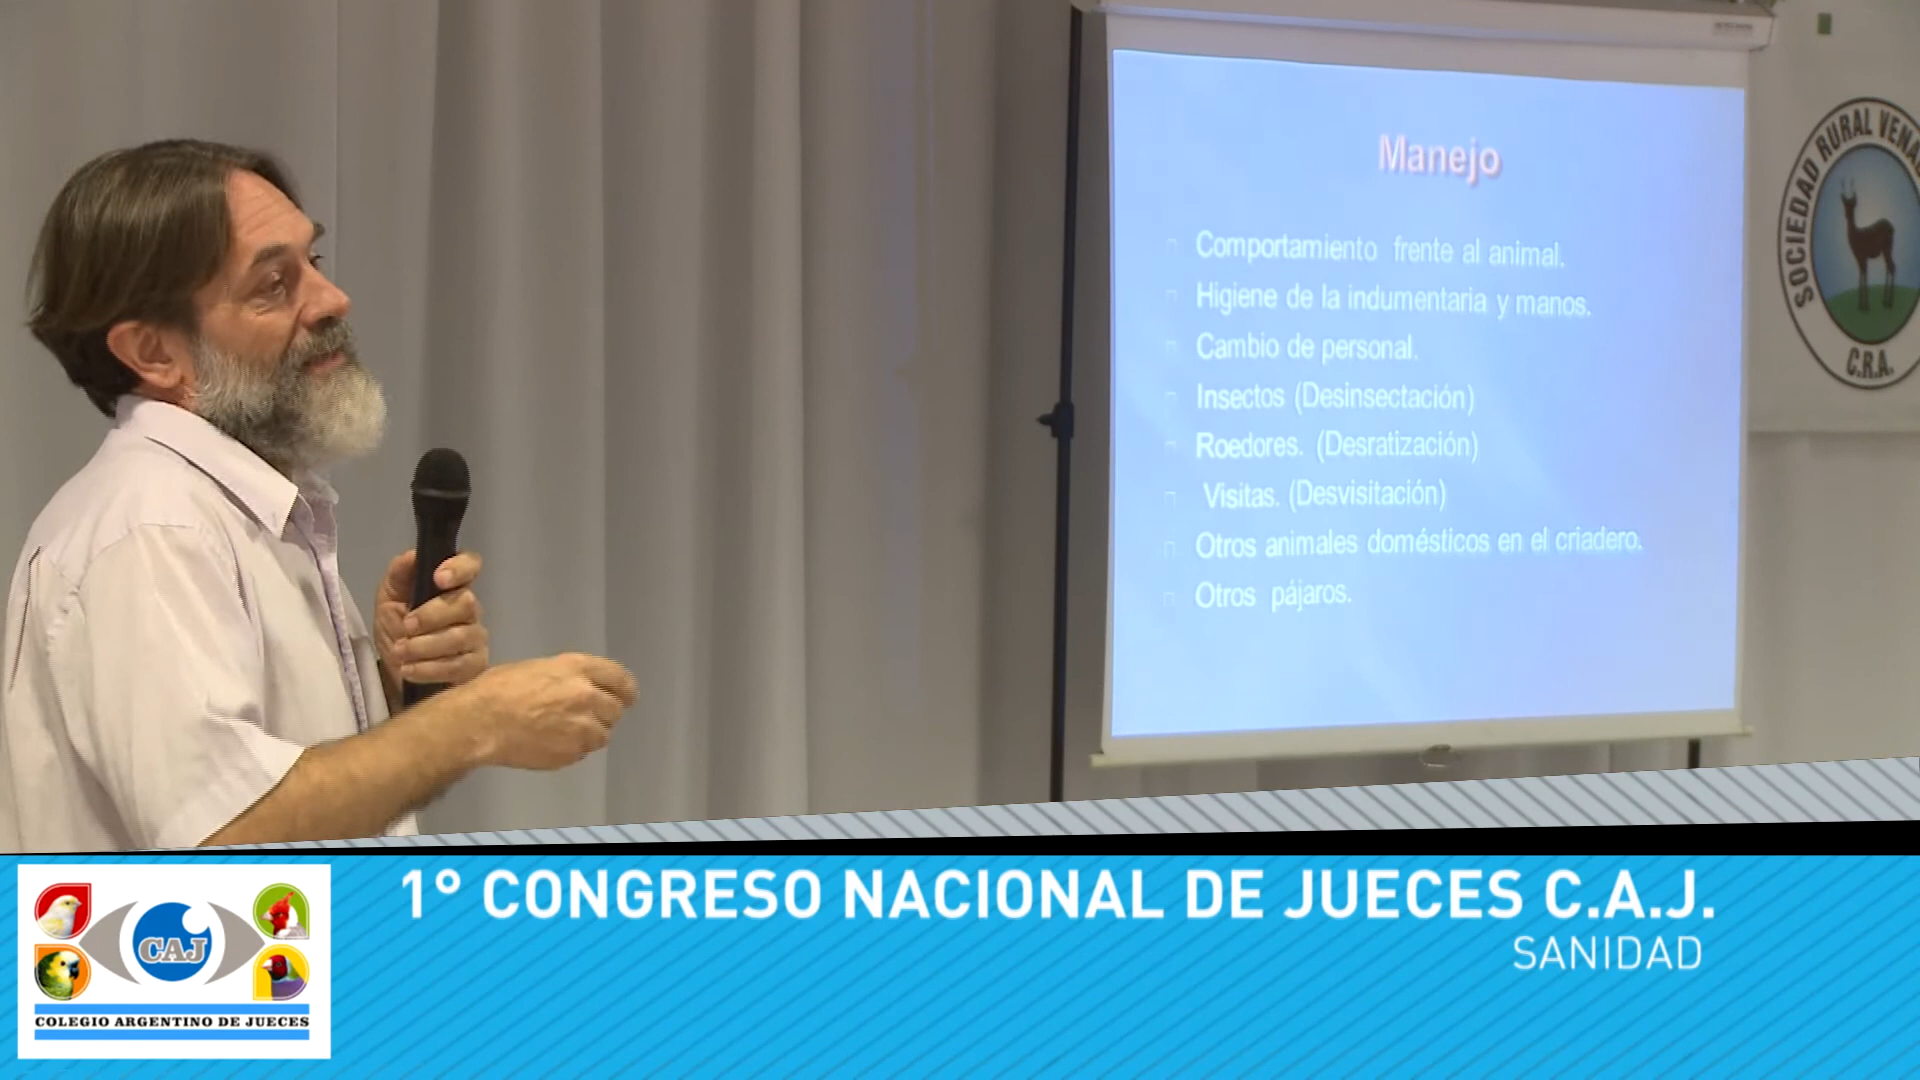 Manejo
Comportamiento frente al animal.
Higiene de la indumentaria y manos.
Cambio de personal.
Insectos (Desinsectación)
Roedores. (Desratización)
Visitas. (Desvisitación)
Otros animales domésticos en el criadero.
Otros pájaros.
SOCIEDAD RURAL VENA
C.R.A.
1° CONGRESO NACIONAL DE JUECES C.A.J.
SANIDAD
CAJ
COLEGIO ARGENTINO DE JUECES